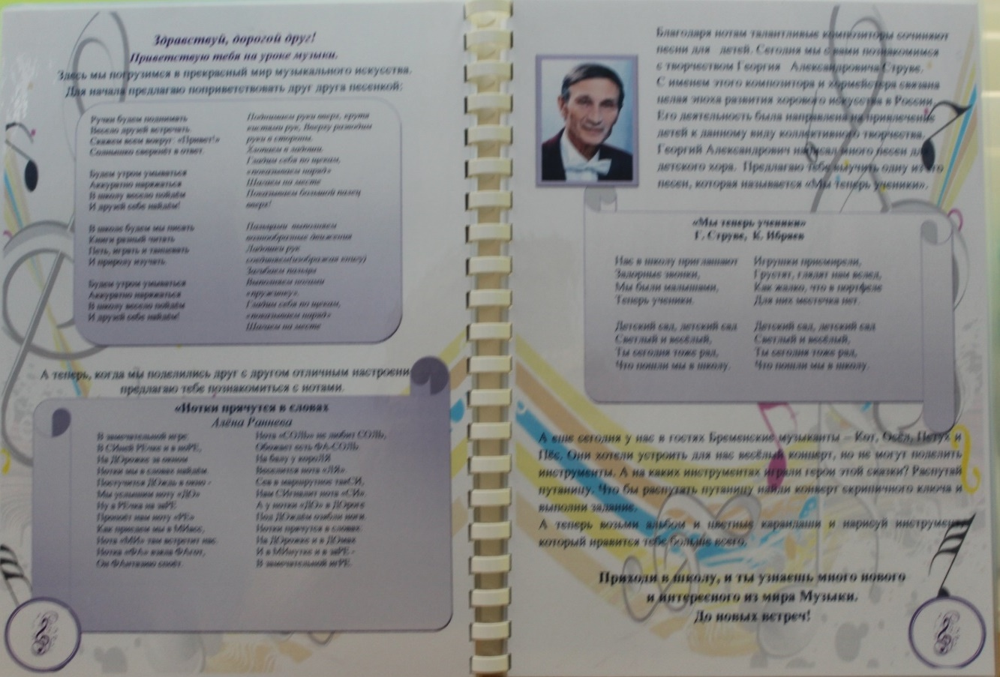 Здравствуй, дорогой друг!
Приветствую тебя на уроке музыки.
Здесь мы погрузимся в прекрасный мир музыкального искусства.
Для начала предлагаю поприветствовать друг друга песенкой:
Ручки будем поднимать
Весело друзей встречать
Скажем всем вокруг: «Привет!»
Солнышко сверкнёт в ответ.
Будем утром умываться
Аккуратно наряжаться
В школу весело пойдём
И друзей себе найдём!
В школе будем мы писать
Книги разный читать
Петь, играть и танцевать
И природу изучать.
Будем утром умываться
Аккуратно наряжаться
В школу весело пойдём
И друзей себе найдём!
Поднимаем руки вверх, крутя
кистями рук, Вверху разводим
руки в стороны.
Хлопаем в ладоши.
Гладим себя по щекам,
«показываем наряд»
Шагаем на месте
Показываем большой палец
вверх!
Пальцами выполняем
волнообразные движения
Ладошки рук
соединяем(изображая книгу)
Загибаем пальцы
Выполняем ногами
«пружинку».
Гладим себя по щекам,
«показываем наряд»
Шагаем на месте
А теперь, когда мы поделились друг с другом отличным настроени
предлагаю тебе познакомиться с нотами.
«Нотки прячутся в словах
Алёна Раннева
В замечательной игре:
В СИней РЕчке и в зоРЕ,
На ДОрожке за окном
Нотки мы в словах найдём.
Постучится ДОждь в окно -
Мы услышим ноту «ДО»
Ну а РЕчка на заРЕ
Пропоёт нам ноту «РЕ»
Как приедем мы в МИасс,
Нота «МИ» там встретит нас.
Нотка «ФА» взяла ФАгот,
Он ФАнтазию споёт.
Нота «СОЛЬ» не любит СОЛЬ,
Обожает есть ФА-СОЛЬ
На балу у короЛЯ
Веселится нота «ЛЯ».
Сев в маршрутное такСИ,
Нам СИгналит нота «СИ».
А у нотки «ДО» в ДОроге
Под ДОждём озябли ноги.
Нотки прячутся в словах:
На ДОрожке и в ДОмах
И в МИнутке и в заРЕ -
В замечательной игРЕ.
Благодаря нотам талантливые композиторы сочиняют
песни для детей. Сегодня мы с вами познакомимся
с творчеством Георгия Александровича Струве.
С именем этого композитора и хормейстера связана
целая эпоха развития хорового искусства в России.
Его деятельность была направлена на привлечение
детей к данному виду коллективного творчества.
Георгий Александрович написал много песен для
детского хора. Предлагаю тебе выучить одну из его
песен, которая называется «Мы теперь ученики».
«Мы теперь ученики»
Г. Струве, К. Ибряев
Нас в школу приглашают
Задорные звонки,
Мы были малышами,
Теперь ученики.
Детский сад, детский сад
Светлый и весёлый,
Ты сегодня тоже рад,
Что пошли мы в школу.
Игрушки присмирели,
Грустят, глядят нам вслед,
Как жалко, что в портфеле
Для них местечка нет.
Детский сад, детский сад
Светлый и весёлый,
Ты сегодня тоже рад,
Что пошли мы в школу.
А еще сегодня у нас в гостях Бременские музыканты – Кот, Осёл, Петух и
Пёс. Они хотели устроить для нас весёлый концерт, но не могут поделить
инструменты. А на каких инструментах играли герои этой сказки? Распутай
путаницу. Что бы распутать путаницу найди конверт скрипичного ключа и
выполни задание.
А теперь возьми альбом и цветные карандаши и нарисуй инструмент
который нравится тебе больше всего.
Приходи в школу, и ты узнаешь много нового
и интересного из мира Музыки.
До новых встреч!